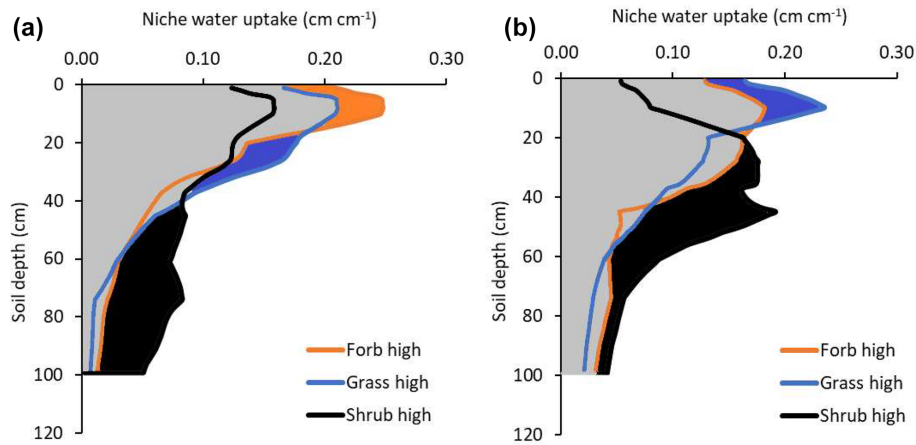 (a)
Niche water uptake (cm cm⁻¹)
0.00 0.10 0.20 0.30
0
20
40
60
80
100
120
Soil depth (cm)
Forb high
Grass high
Shrub high
(b)
Niche water uptake (cm cm⁻¹)
0.00 0.10 0.20 0.30
0
20
40
60
80
100
120
Soil depth (cm)
Forb high
Grass high
Shrub high